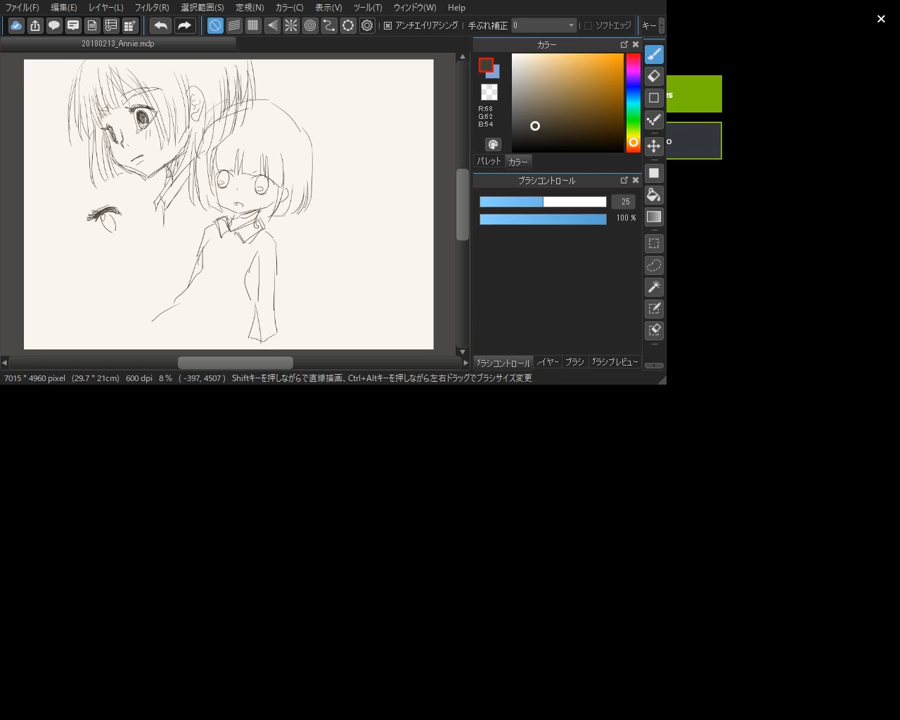 ファイル(F) 編集(E) レイヤー(L) フィルタ(R) 選択範囲(S) 定規(N) カラー(C) 表示(V) ツール(T) ウィンドウ(W) Help
アンチエイリアシング 手ぶれ補正 0 ソフトエッジ キー
20180213_Annie.mdp
カラー
R:68
G:62
B:54
パレット カラー
ブラシコントロール
25
100 %
ブラシコントロール イヤー ブラシ ブラシプレビュー
7015 * 4960 pixel (29.7 * 21cm) 600 dpi 8 % ( -397, 4507 ) Shiftキーを押しながらで直線描画、Ctrl+Altキーを押しながら左右ドラッグでブラシサイズ変更